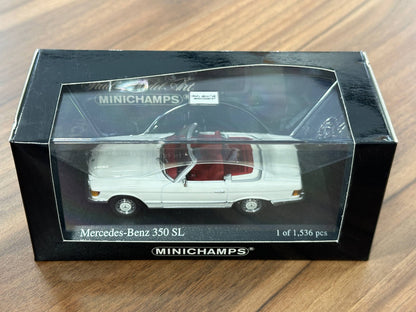 MINICHAMPS
Mercedes-Benz 350 SL
1 of 1,536 pcs
MINICHAMPS®